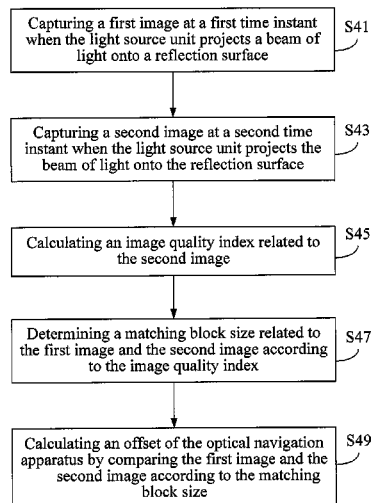 Capturing a first image at a first time instant
when the light source unit projects a beam of
light onto a reflection surface
S41
Capturing a second image at a second time
instant when the light source unit projects the
beam of light onto the reflection surface
S43
Calculating an image quality index related to
the second image
S45
Determining a matching block size related to
the first image and the second image according
to the image quality index
S47
Calculating an offset of the optical navigation
apparatus by comparing the first image and the
second image according to the matching
block size
S49